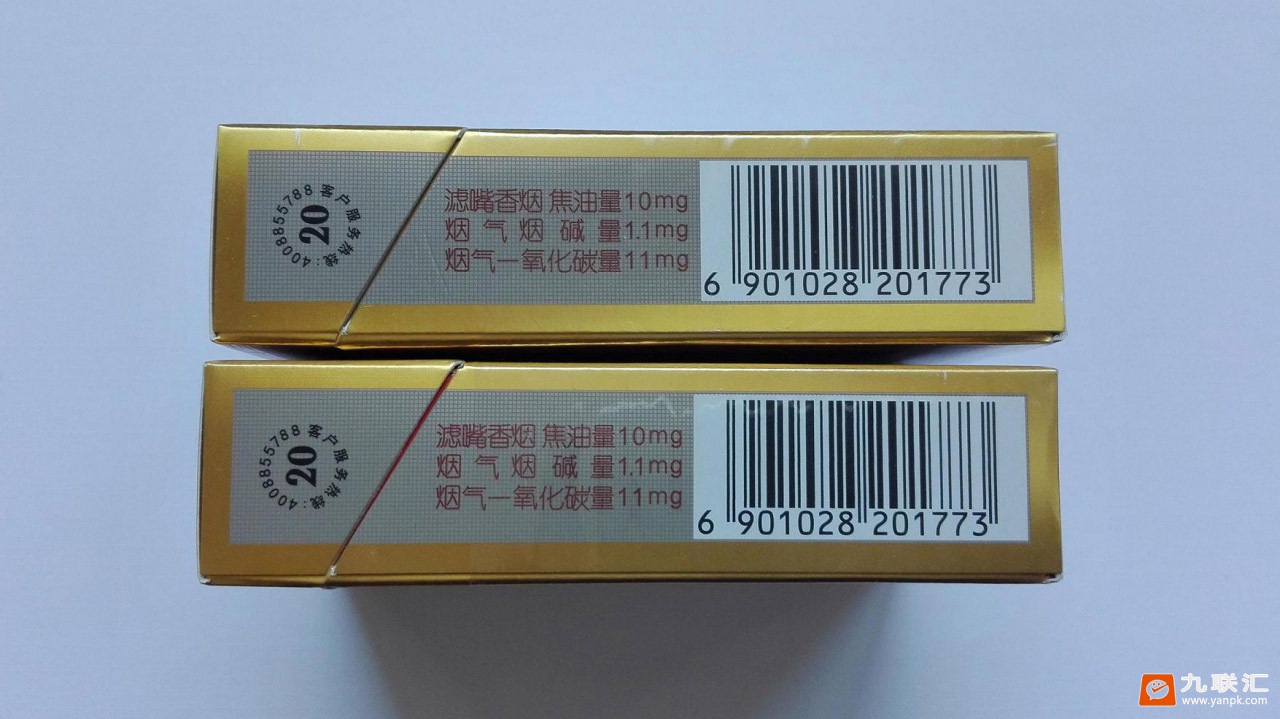 4008855788
客户服务热线:
20
滤嘴香烟 焦油量10mg
烟气烟碱量1.1mg
烟气一氧化碳量11mg
6 901028 201773
4008855788
客户服务热线:
20
滤嘴香烟 焦油量10mg
烟气烟碱量1.1mg
烟气一氧化碳量11mg
6 901028 201773
九联汇
www.yanpk.com